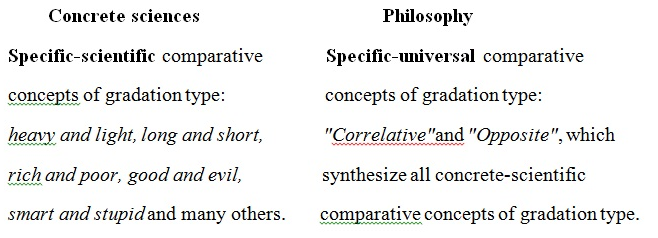 Concrete sciences
Specific-scientific comparative
concepts of gradation type:
heavy and light, long and short,
rich and poor, good and evil,
smart and stupid and many others.
Philosophy
Specific-universal comparative
concepts of gradation type:
"Correlative"and "Opposite", which
synthesize all concrete-scientific
comparative concepts of gradation type.